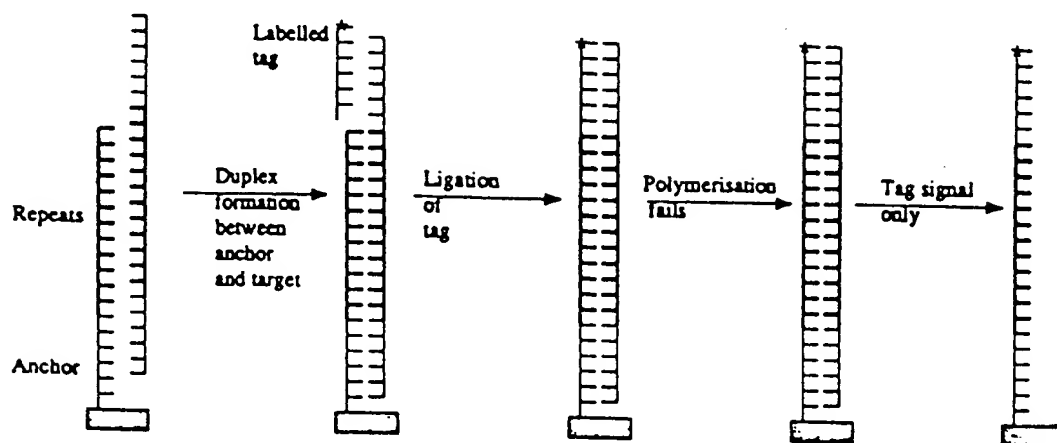 Labelled
tag
Repeats
Anchor
Duplex
formation
between
anchor
and target
Ligation
of
tag
Polymerisation
fails
Tag signal
only